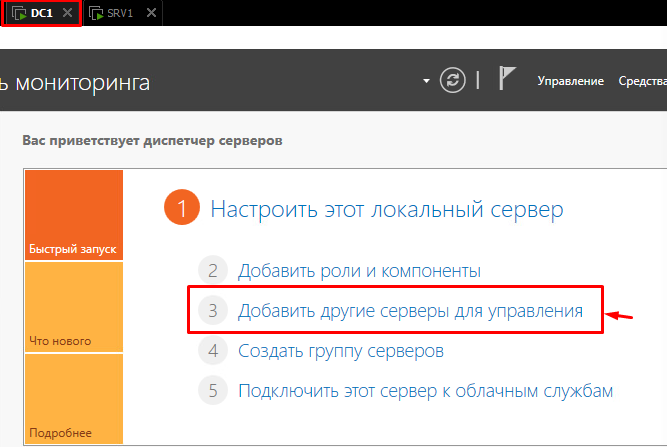 DC1 SRV1
ь мониторинга
Управление Средства
Вас приветствует диспетчер серверов
1 Настроить этот локальный сервер
Быстрый запуск
2 Добавить роли и компоненты
3 Добавить другие серверы для управления
Что нового
4 Создать группу серверов
5 Подключить этот сервер к облачным службам
Подробнее